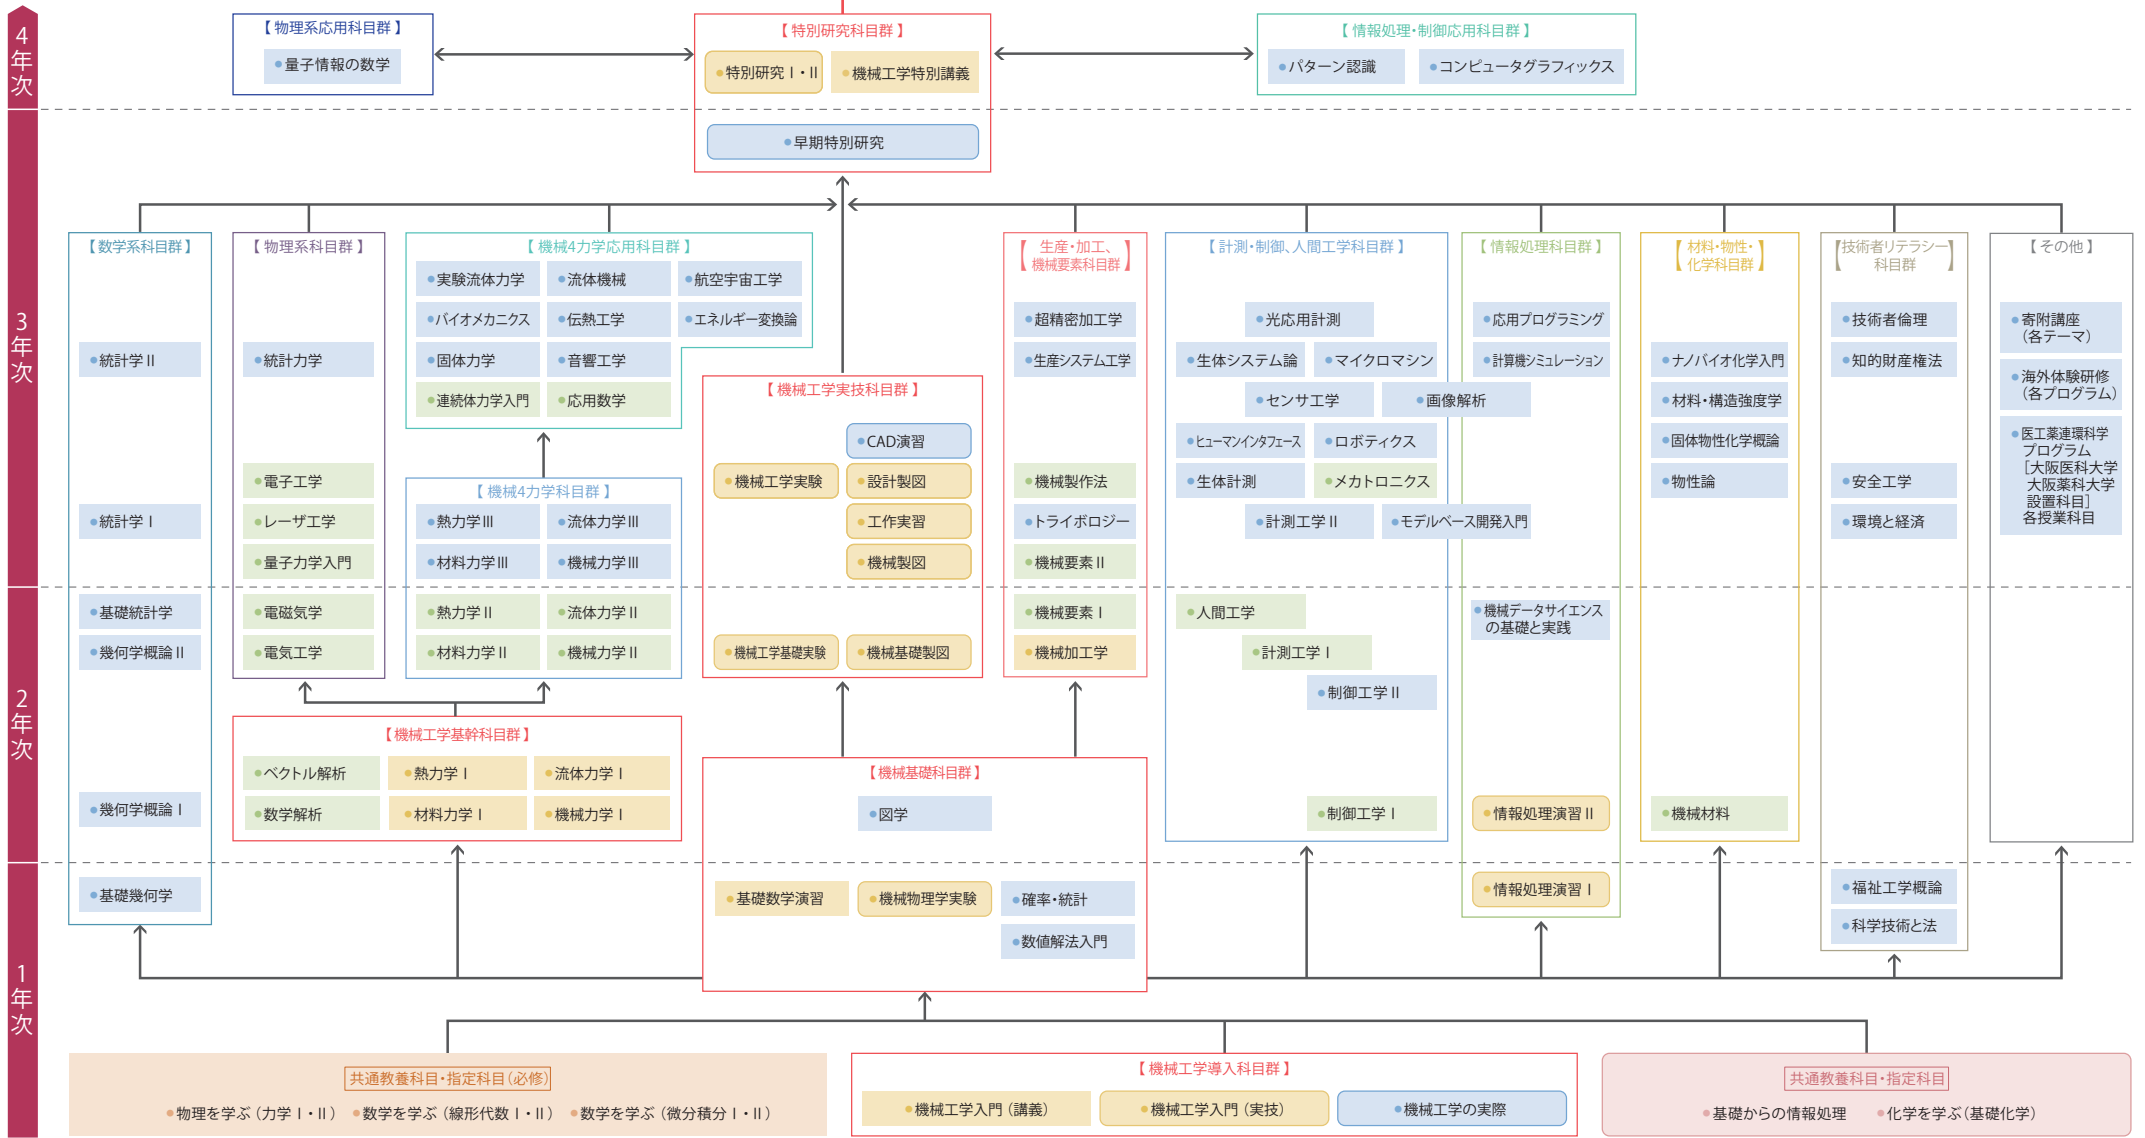 4年次
【 物理系応用科目群 】
●量子情報の数学
【 特別研究科目群 】
●特別研究Ⅰ・Ⅱ
●機械工学特別講義
【 情報処理・制御応用科目群 】
●パターン認識
●コンピュータグラフィックス
3年次
●早期特別研究
【 数学系科目群 】
●統計学Ⅱ
●統計学Ⅰ
【 物理系科目群 】
●統計力学
●電子工学
●レーザ工学
●量子力学入門
【 機械4力学応用科目群 】
●実験流体力学
●流体機械
●航空宇宙工学
●バイオメカニクス
●伝熱工学
●エネルギー変換論
●固体力学
●音響工学
●連続体力学入門
●応用数学
【 機械4力学科目群 】
●熱力学Ⅲ
●流体力学Ⅲ
●材料力学Ⅲ
●機械力学Ⅲ
【 機械工学実技科目群 】
●CAD演習
●機械工学実験
●設計製図
●工作実習
●機械製図
【 生産・加工、
機械要素科目群 】
●超精密加工学
●生産システム工学
●機械製作法
●トライボロジー
●機械要素Ⅱ
【 計測・制御、人間工学科目群 】
●光応用計測
●生体システム論
●マイクロマシン
●センサ工学
●画像解析
●ヒューマンインタフェース
●ロボティクス
●生体計測
●メカトロニクス
●計測工学Ⅱ
●モデルベース開発入門
【 情報処理科目群 】
●応用プログラミング
●計算機シミュレーション
【 材料・物性・
化学科目群 】
●ナノバイオ化学入門
●材料・構造強度学
●固体物性化学概論
●物性論
【技術者リテラシー
科目群 】
●技術者倫理
●知的財産権法
●安全工学
●環境と経済
【 その他 】
●寄附講座
（各テーマ）
●海外体験研修
（各プログラム）
●医工薬連環科学
プログラム
［大阪医科大学
大阪薬科大学
設置科目］
各授業科目
2年次
●基礎統計学
●幾何学概論Ⅱ
●幾何学概論Ⅰ
●電磁気学
●電気工学
●熱力学Ⅱ
●流体力学Ⅱ
●材料力学Ⅱ
●機械力学Ⅱ
【 機械工学基幹科目群 】
●ベクトル解析
●熱力学Ⅰ
●流体力学Ⅰ
●数学解析
●材料力学Ⅰ
●機械力学Ⅰ
●機械工学基礎実験
●機械基礎製図
●機械要素Ⅰ
●機械加工学
【 機械基礎科目群 】
●図学
●人間工学
●計測工学Ⅰ
●制御工学Ⅱ
●制御工学Ⅰ
●機械データサイエンス
の基礎と実践
●情報処理演習Ⅱ
●機械材料
1年次
●基礎幾何学
●基礎数学演習
●機械物理学実験
●確率・統計
●数値解法入門
●情報処理演習Ⅰ
●福祉工学概論
●科学技術と法
共通教養科目・指定科目（必修）
●物理を学ぶ（力学Ⅰ・Ⅱ）
●数学を学ぶ（線形代数Ⅰ・Ⅱ）
●数学を学ぶ（微分積分Ⅰ・Ⅱ）
【 機械工学導入科目群 】
●機械工学入門（講義）
●機械工学入門（実技）
●機械工学の実際
共通教養科目・指定科目
●基礎からの情報処理
●化学を学ぶ（基礎化学）